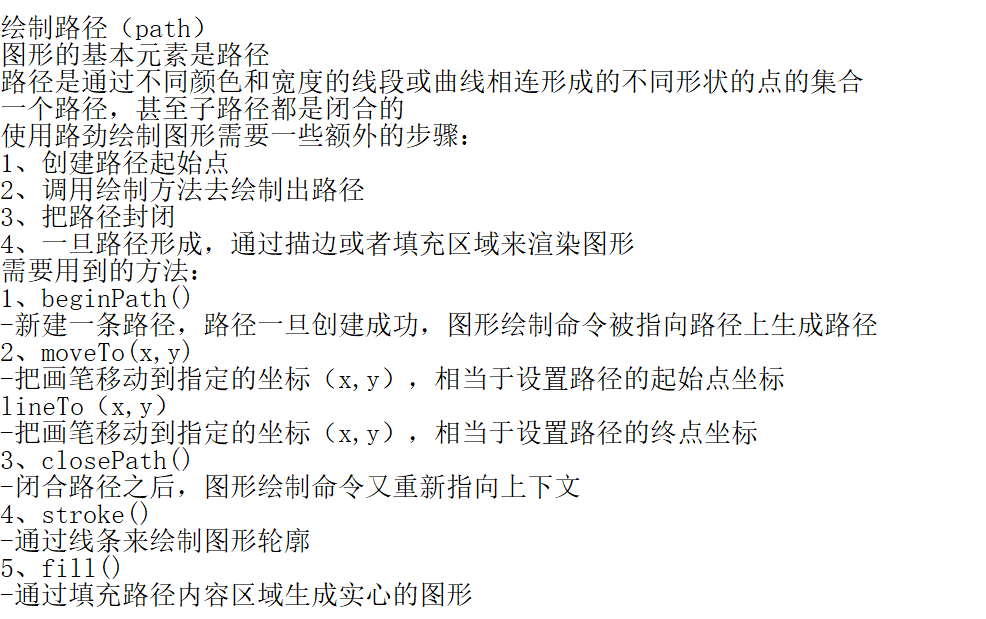 绘制路径（path）
图形的基本元素是路径
路径是通过不同颜色和宽度的线段或曲线相连形成的不同形状的点的集合
一个路径，甚至子路径都是闭合的
使用路劲绘制图形需要一些额外的步骤：
1、创建路径起始点
2、调用绘制方法去绘制出路径
3、把路径封闭
4、一旦路径形成，通过描边或者填充区域来渲染图形
需要用到的方法：
1、beginPath()
-新建一条路径，路径一旦创建成功，图形绘制命令被指向路径上生成路径
2、moveTo(x,y)
-把画笔移动到指定的坐标（x,y），相当于设置路径的起始点坐标
lineTo（x,y）
-把画笔移动到指定的坐标（x,y），相当于设置路径的终点坐标
3、closePath()
-闭合路径之后，图形绘制命令又重新指向上下文
4、stroke()
-通过线条来绘制图形轮廓
5、fill()
-通过填充路径内容区域生成实心的图形